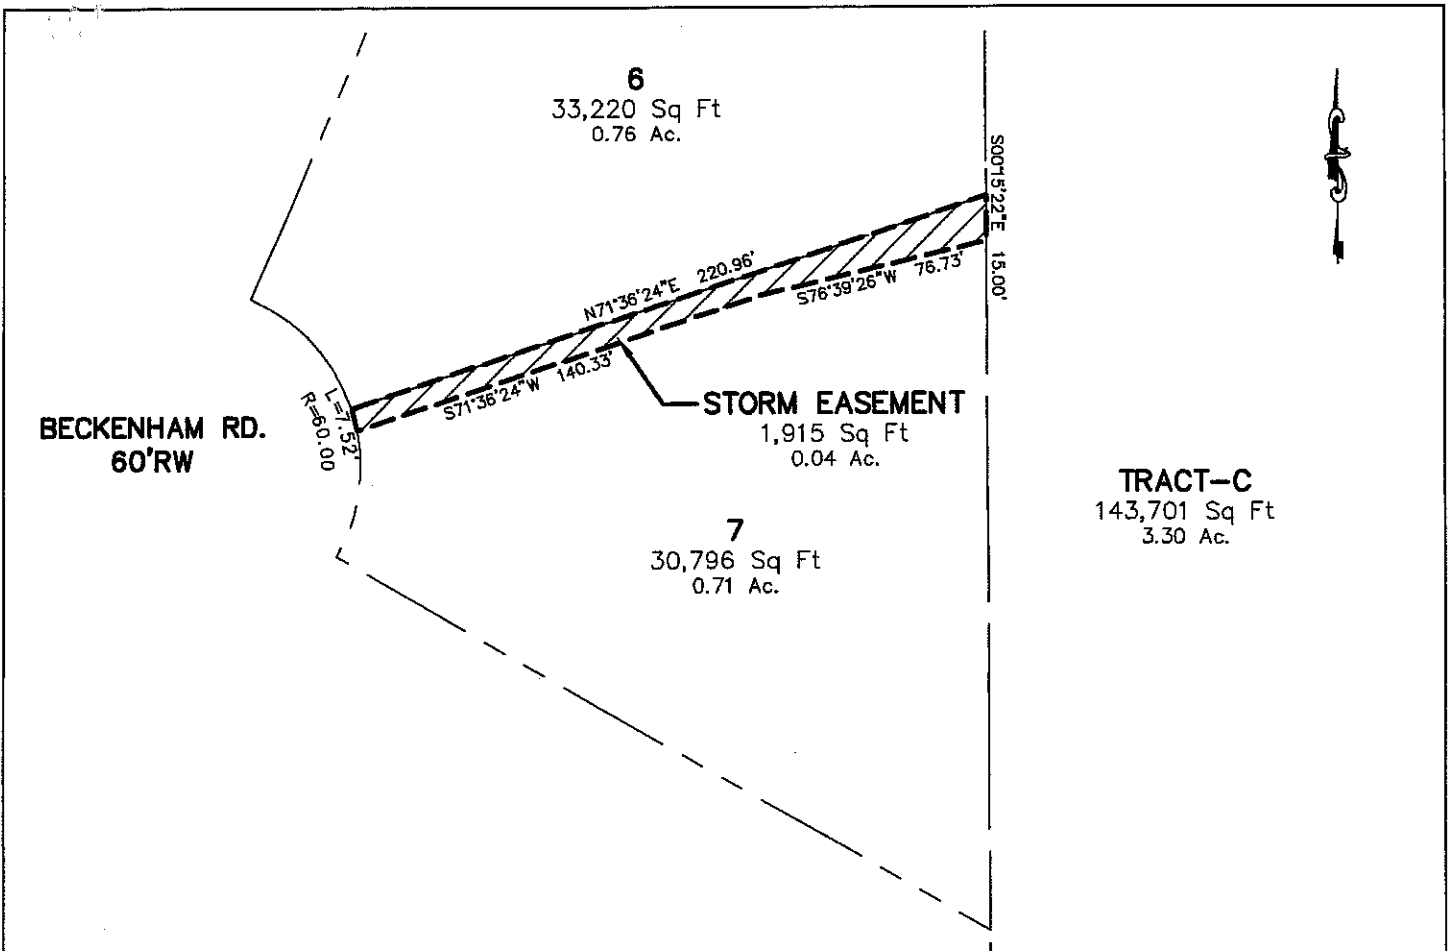 6
33,220 Sq Ft
0.76 Ac.
S00°15'22"E 15.00'
N71°36'24"E 220.96'
S76°39'26"W 76.73'
S71°36'24"W 140.33'
L=7.52'
R=60.00
STORM EASEMENT
1,915 Sq Ft
0.04 Ac.
BECKENHAM RD.
60'RW
TRACT-C
143,701 Sq Ft
3.30 Ac.
7
30,796 Sq Ft
0.71 Ac.